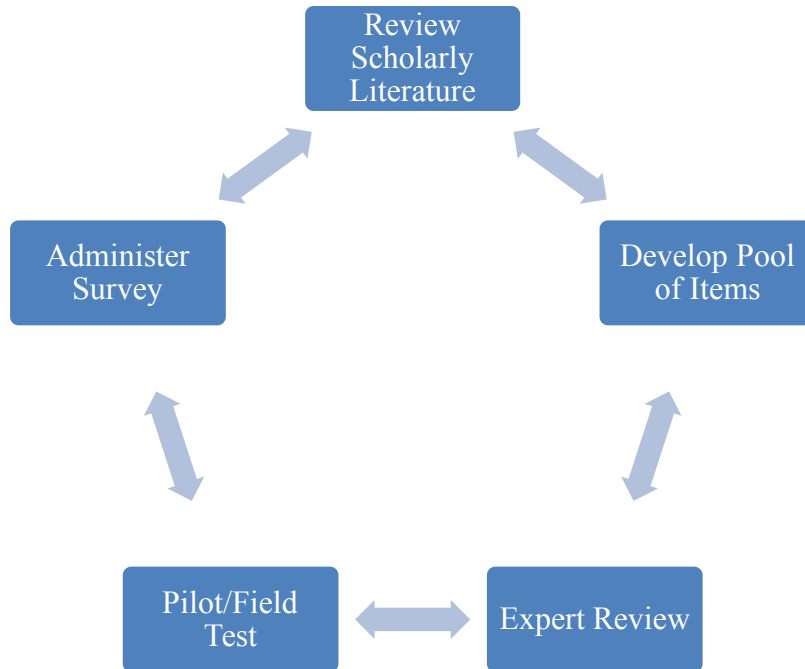 Review
Scholarly
Literature
Administer
Survey
Develop Pool
of Items
Pilot/Field
Test
Expert Review